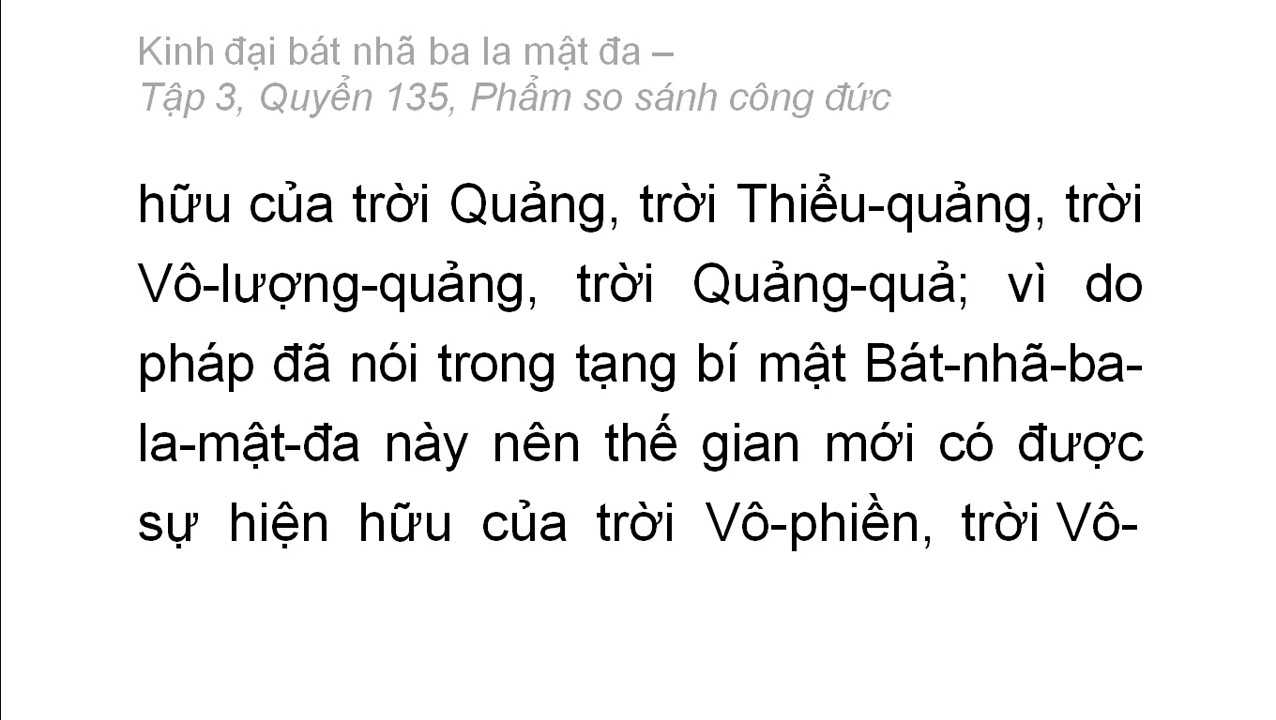 Kinh đại bát nhã ba la mật đa –
Tập 3, Quyển 135, Phẩm so sánh công đức
hữu của trời Quảng, trời Thiểu-quảng, trời
Vô-lượng-quảng, trời Quảng-quả; vì do
pháp đã nói trong tạng bí mật Bát-nhã-ba-
la-mật-đa này nên thế gian mới có được
sự hiện hữu của trời Vô-phiền, trời Vô-